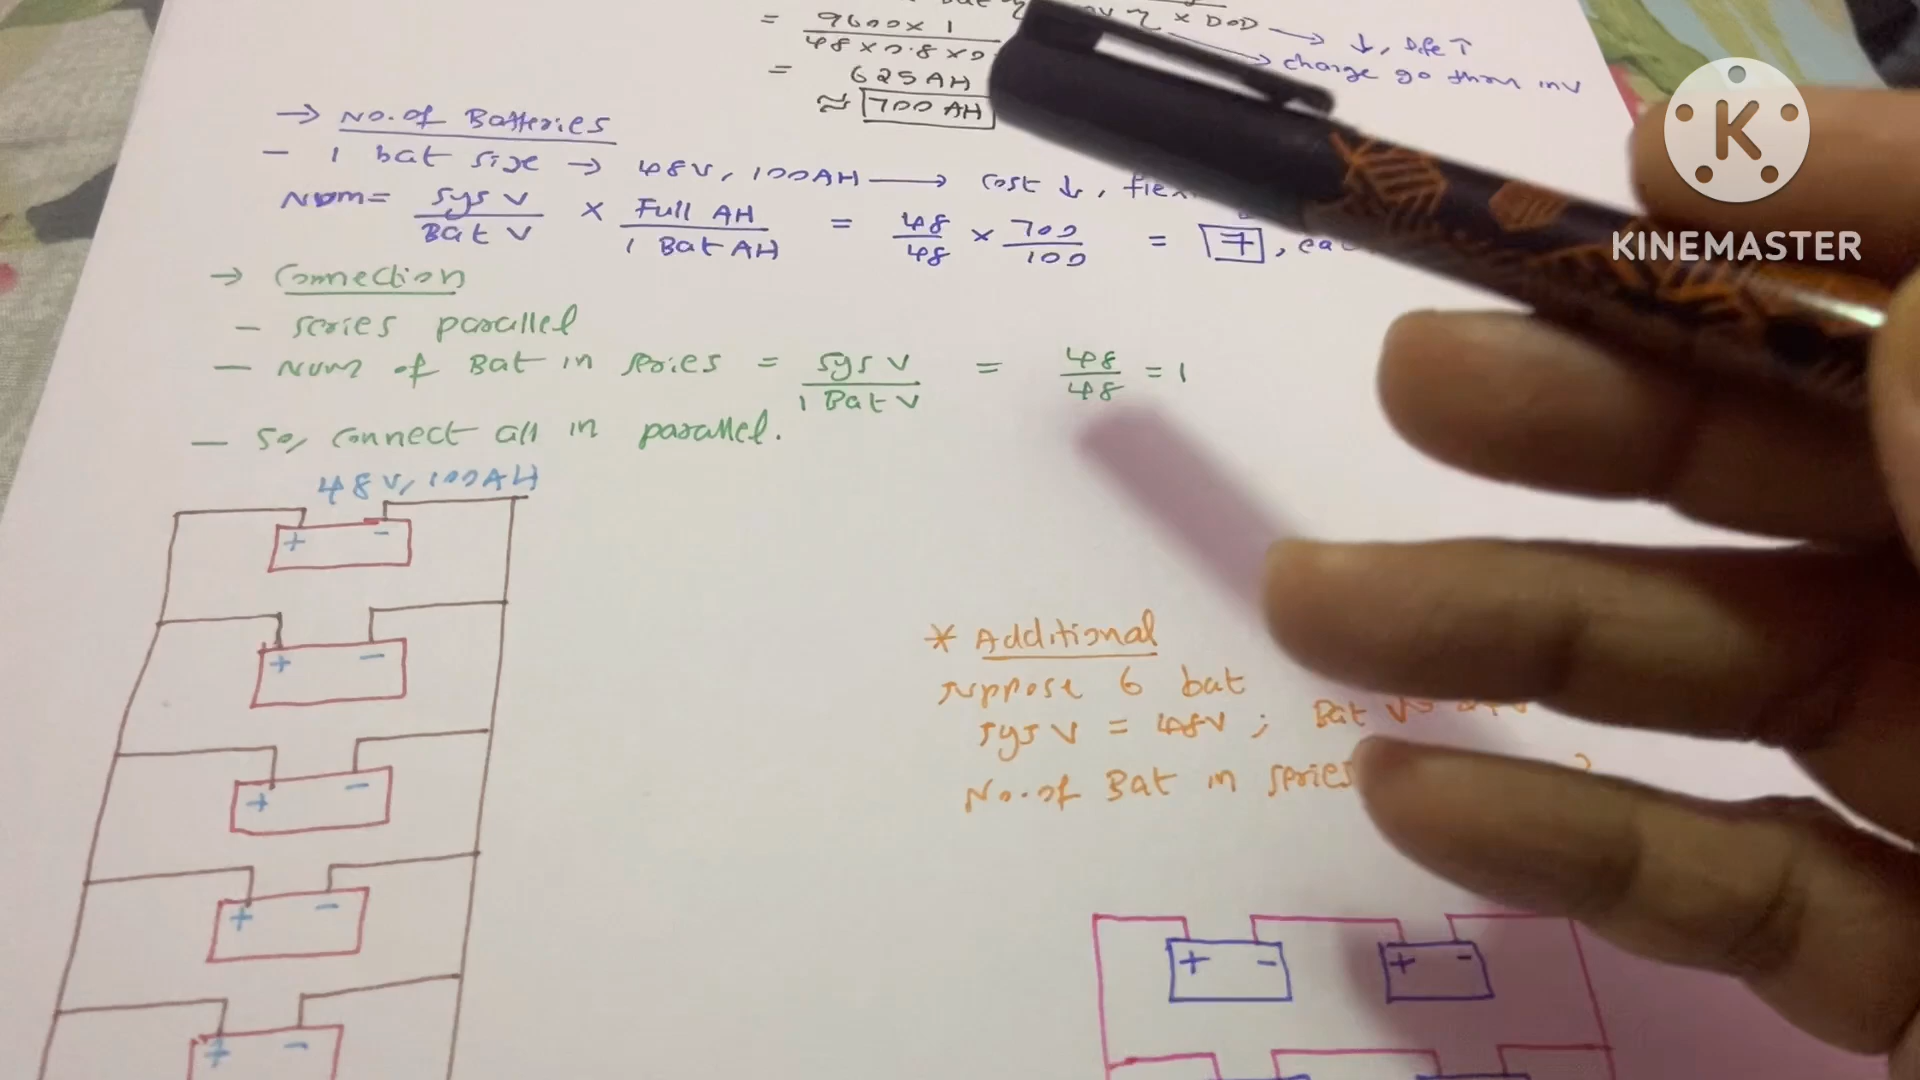 η × DOD → ↓, life ↑
= 9600 × 1 / 48 × 0.8 × 0
→ charge go thru inv
= 625 AH
≈ 700 AH
→ No. of Batteries
- 1 bat size → 48V, 100AH → Cost ↓,
Num = Sys V / Bat V × Full AH / 1 Bat AH = 48/48 × 700/100 = 7,
→ Connection
- series parallel
- Num of Bat in series = Sys V / 1 Bat V = 48/48 = 1
- So, connect all in parallel.
48V, 100AH
+ -
+ -
+ -
+ -
+ -
* Additional
suppose 6 bat
Sys V = 48V ; Bat V
No. of Bat in series
+ - + -
K
KINEMASTER